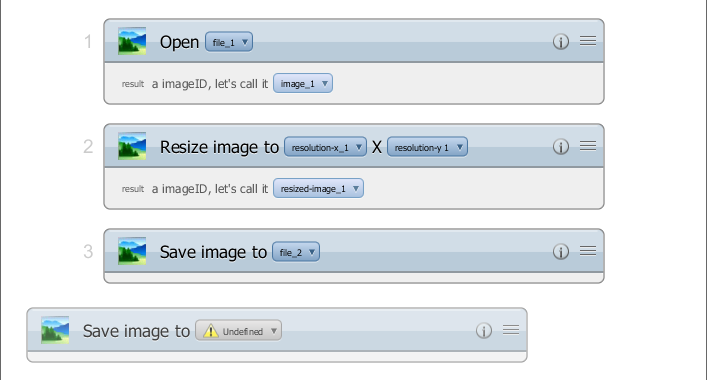 1 Open file_1
result a imageID, let's call it image_1
2 Resize image to resolution-x_1 X resolution-y 1
result a imageID, let's call it resized-image_1
3 Save image to file_2
Save image to Undefined